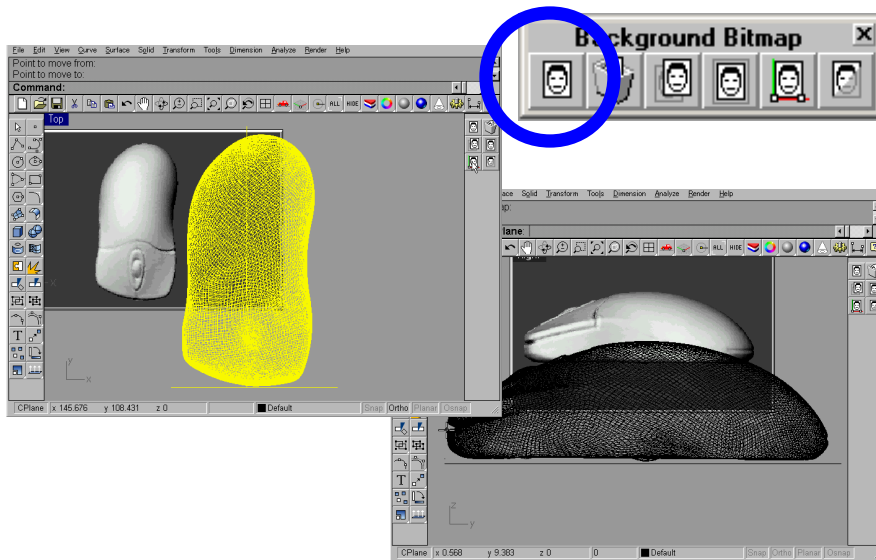 File Edit View Curve Surface Solid Transform Tools Dimension Analyze Render Help
Point to move from:
Point to move to:
Command:
ALL HIDE
Top
T
x
y
x
CPlane x 145.676 y 108.431 z 0 Default Snap Ortho Planar Osnap
Background Bitmap
ace Solid Transform Tools Dimension Analyze Render Help
ap:
lane:
ALL HIDE
T
z
y
CPlane x 0.568 y 9.383 z 0 0 Default Snap Ortho Planar Osnap